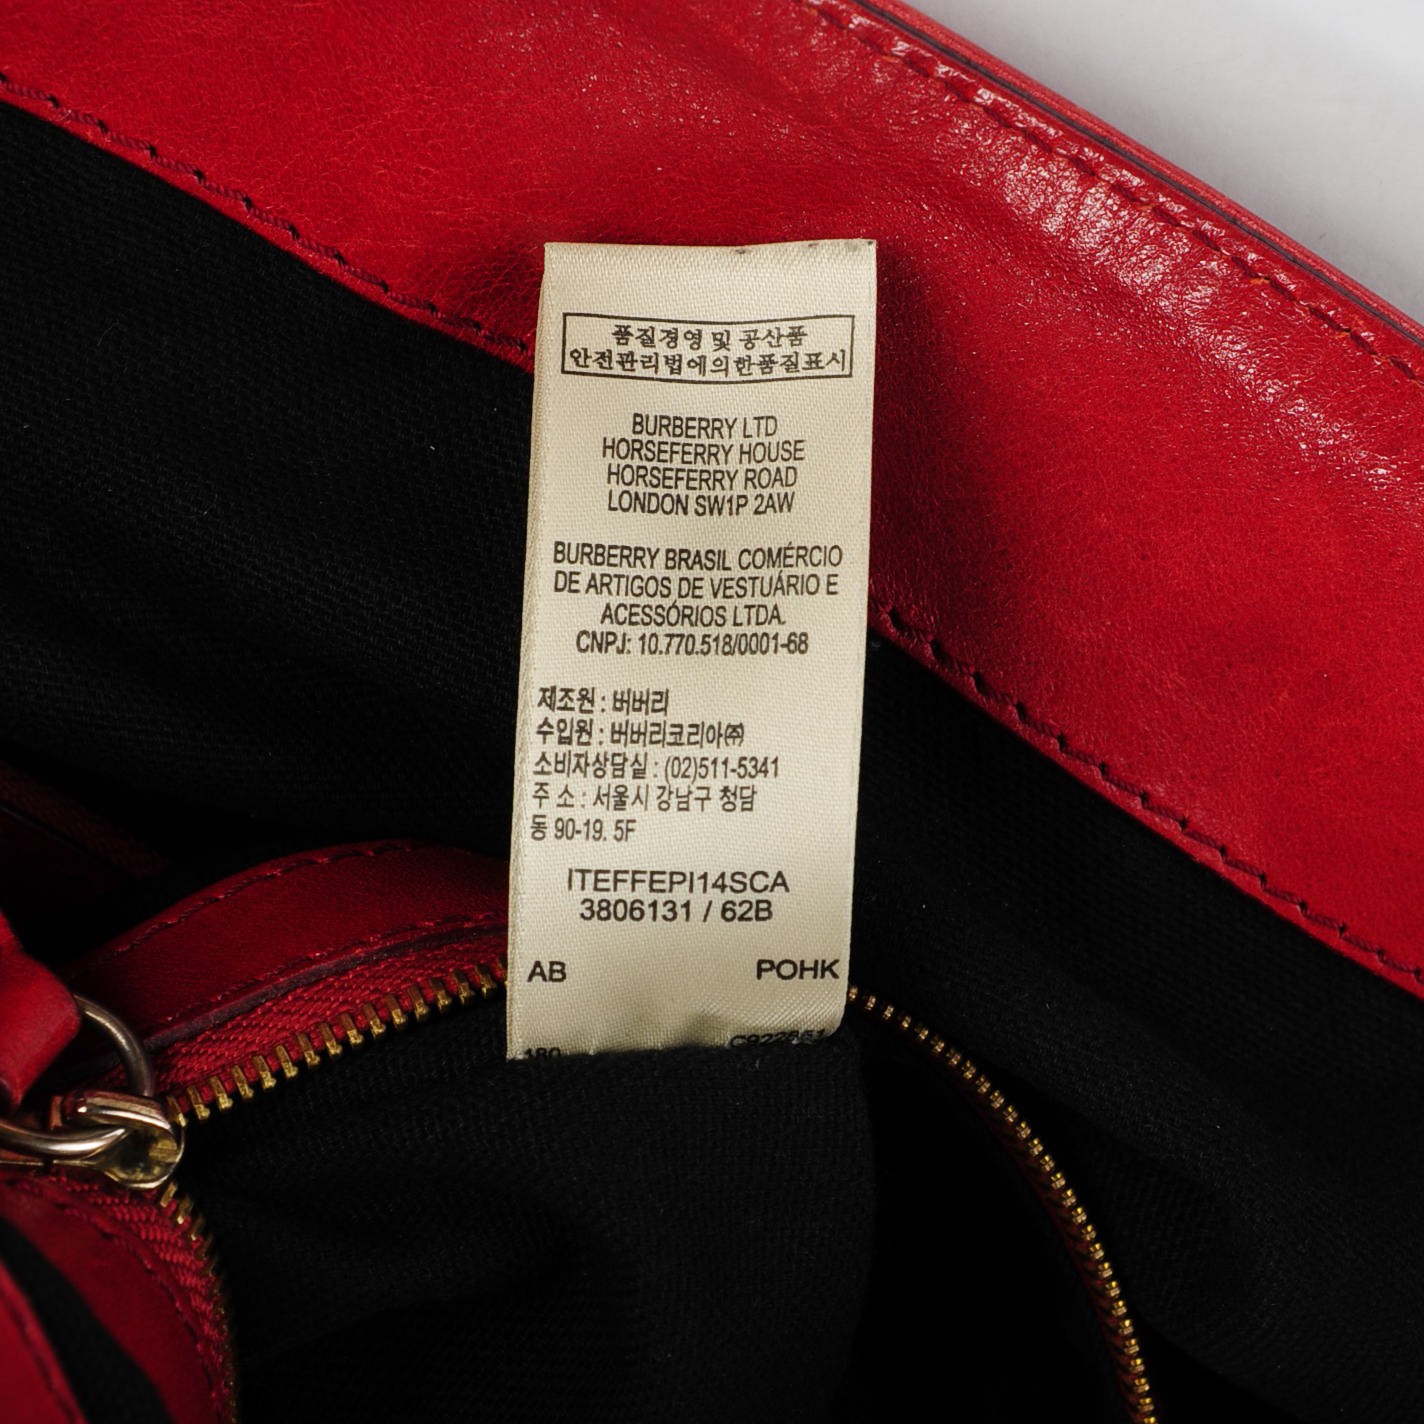 품질경영 및 공산품
안전관리법에의한품질표시
BURBERRY LTD
HORSEFERRY HOUSE
HORSEFERRY ROAD
LONDON SW1P 2AW
BURBERRY BRASIL COMÉRCIO
DE ARTIGOS DE VESTUÁRIO E
ACESSÓRIOS LTDA.
CNPJ: 10.770.518/0001-68
제조원 : 버버리
수입원 : 버버리코리아㈜
소비자상담실 : (02)511-5341
주 소 : 서울시 강남구 청담
동 90-19. 5F
ITEFFEPI14SCA
3806131 / 62B
AB POHK
180